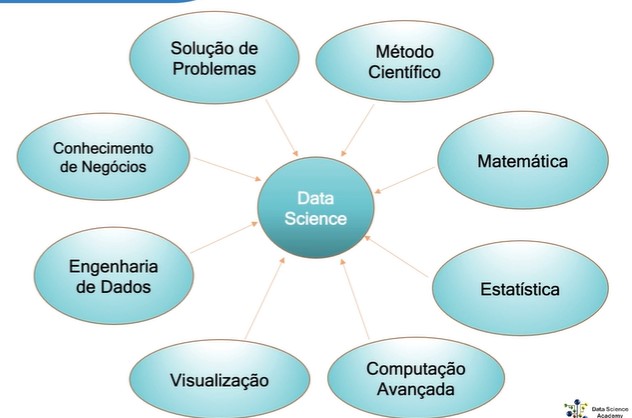 Solução de
Problemas
Método
Científico
Conhecimento
de Negócios
Matemática
Data
Science
Engenharia
de Dados
Estatística
Visualização
Computação
Avançada
Data Science
Academy